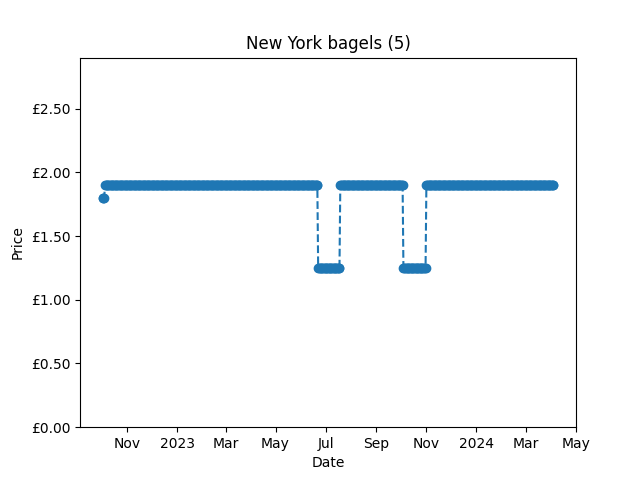 New York bagels (5)
Price
£2.50
£2.00
£1.50
£1.00
£0.50
£0.00
Nov 2023 Mar May Jul Sep Nov 2024 Mar May
Date